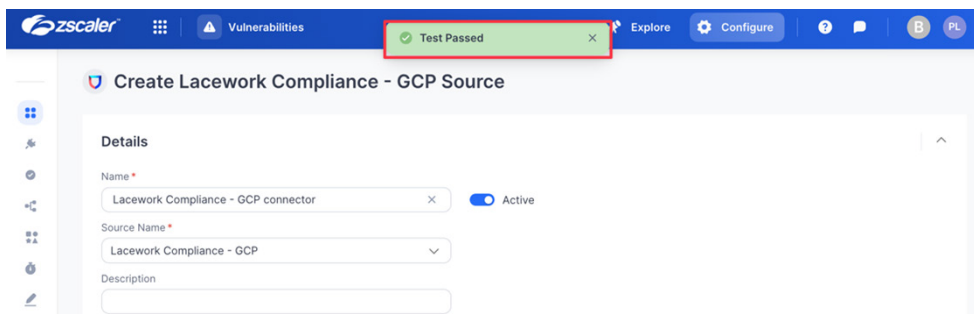 zscaler
Vulnerabilities
Test Passed
Explore
Configure
B
PL
Create Lacework Compliance - GCP Source
Details
Name *
Lacework Compliance - GCP connector
Active
Source Name *
Lacework Compliance - GCP
Description